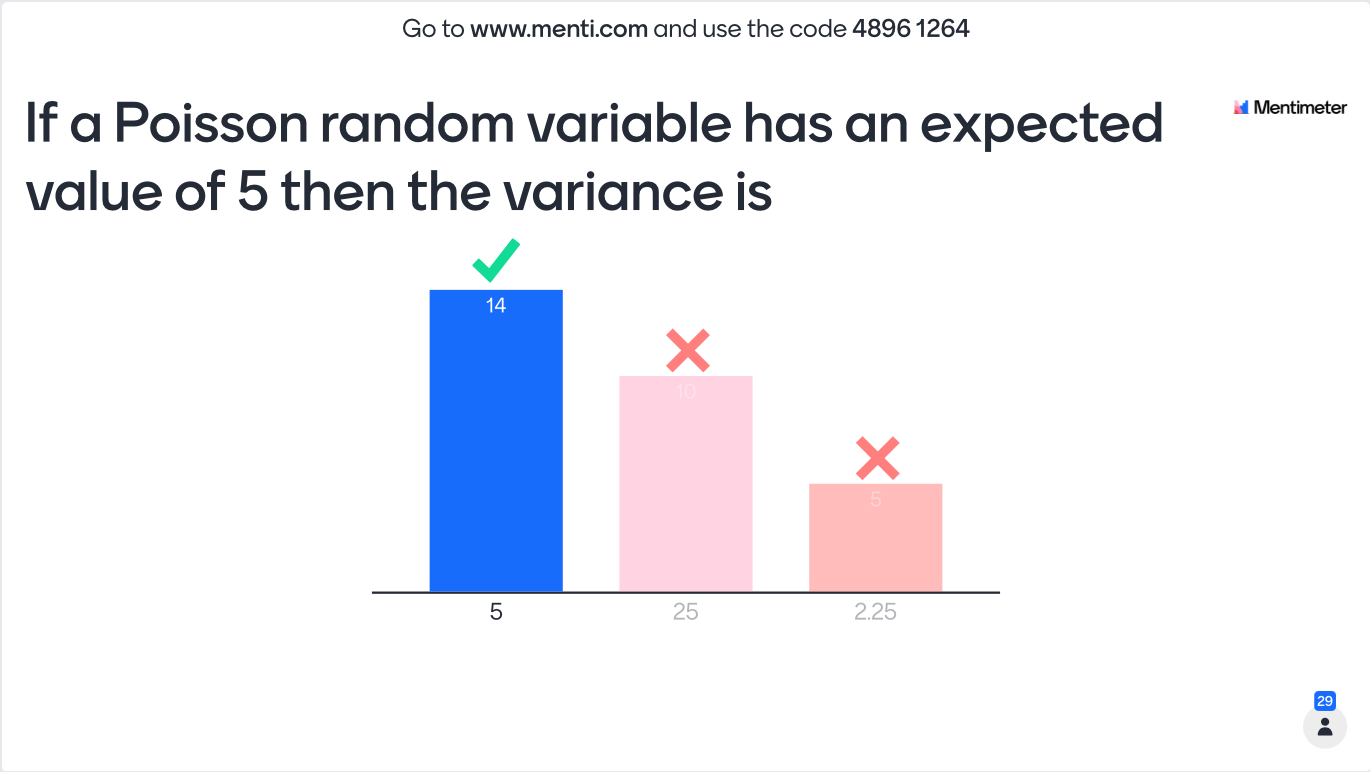 Go to www.menti.com and use the code 4896 1264
If a Poisson random variable has an expected
value of 5 then the variance is
Mentimeter
14
10
5
5
25
2.25
29